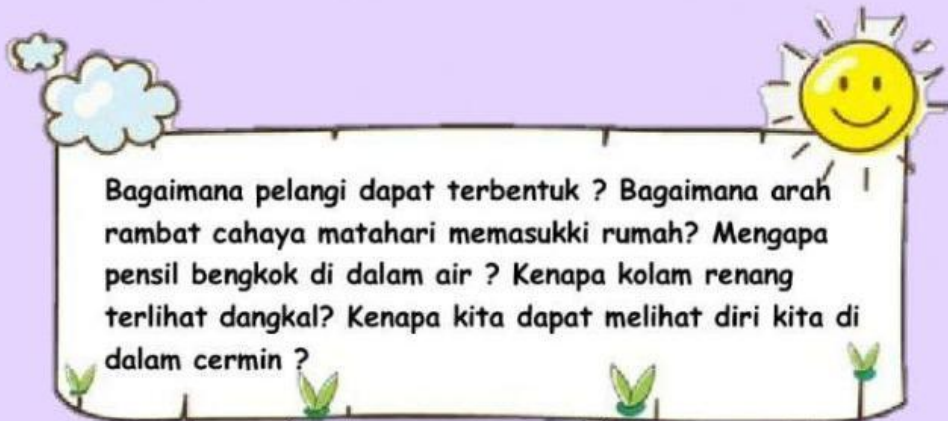 Bagaimana pelangi dapat terbentuk ? Bagaimana arah
rambat cahaya matahari memasukki rumah? Mengapa
pensil bengkok di dalam air ? Kenapa kolam renang
terlihat dangkal? Kenapa kita dapat melihat diri kita di
dalam cermin ?